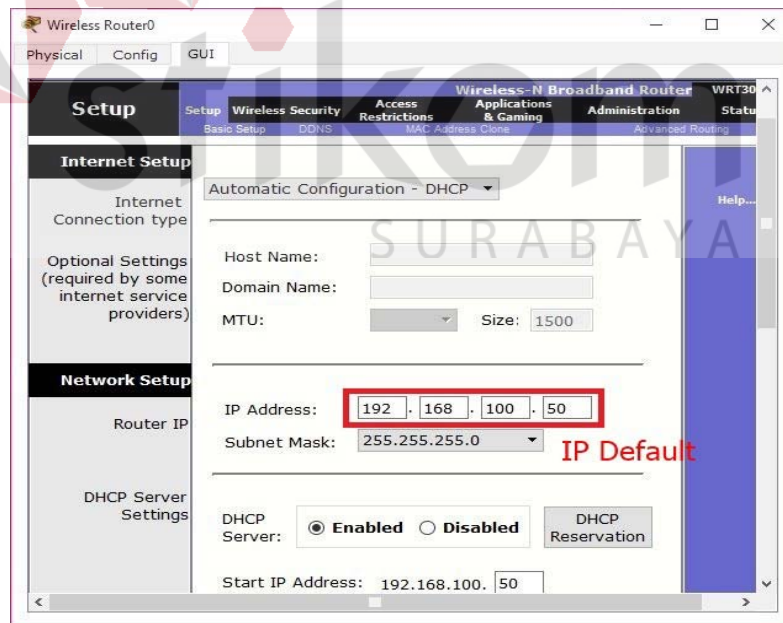 Wireless Router0
Physical Config GUI
Wireless-N Broadband Router WRT30
Setup
Setup Wireless Security Access Restrictions Applications & Gaming Administration Statu
Basic Setup DDNS MAC Address Clone Advanced Routing
Internet Setup
Internet Connection type
Automatic Configuration - DHCP
Help...
stikom
SURABAYA
Optional Settings (required by some internet service providers)
Host Name:
Domain Name:
MTU: Size: 1500
Network Setup
Router IP
IP Address: 192 . 168 . 100 . 50
Subnet Mask: 255.255.255.0
IP Default
DHCP Server Settings
DHCP Server: Enabled Disabled DHCP Reservation
Start IP Address: 192.168.100. 50